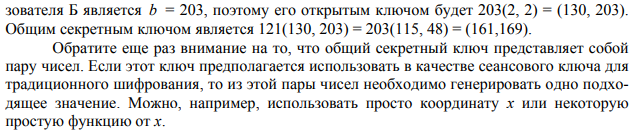 зователя Б является b = 203, поэтому его открытым ключом будет 203(2, 2) = (130, 203).
Общим секретным ключом является 121(130, 203) = 203(115, 48) = (161,169).
Обратите еще раз внимание на то, что общий секретный ключ представляет собой
пару чисел. Если этот ключ предполагается использовать в качестве сеансового ключа для
традиционного шифрования, то из этой пары чисел необходимо генерировать одно подхо-
дящее значение. Можно, например, использовать просто координату x или некоторую
простую функцию от x.